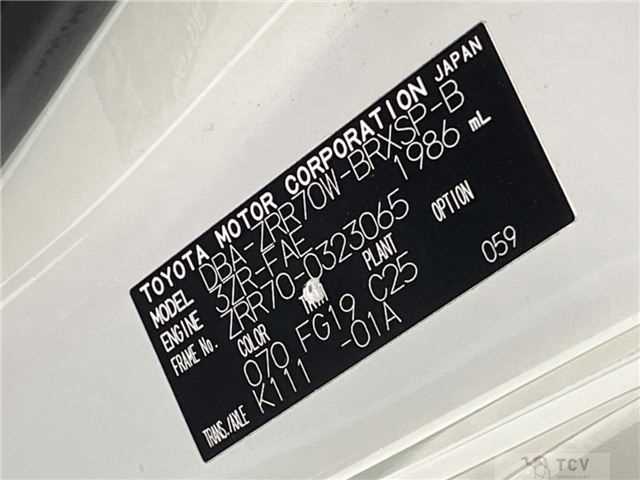 TOYOTA MOTOR CORPORATION JAPAN
MODEL DBA-ZRR70W-BRXSP-B
ENGINE 3ZR-FAE 1986 mL
FRAME No. ZRR70-0323065
COLOR TRIM PLANT OPTION
070 FG19 C25 059
TRANS./AXLE K111 -01A
TCV